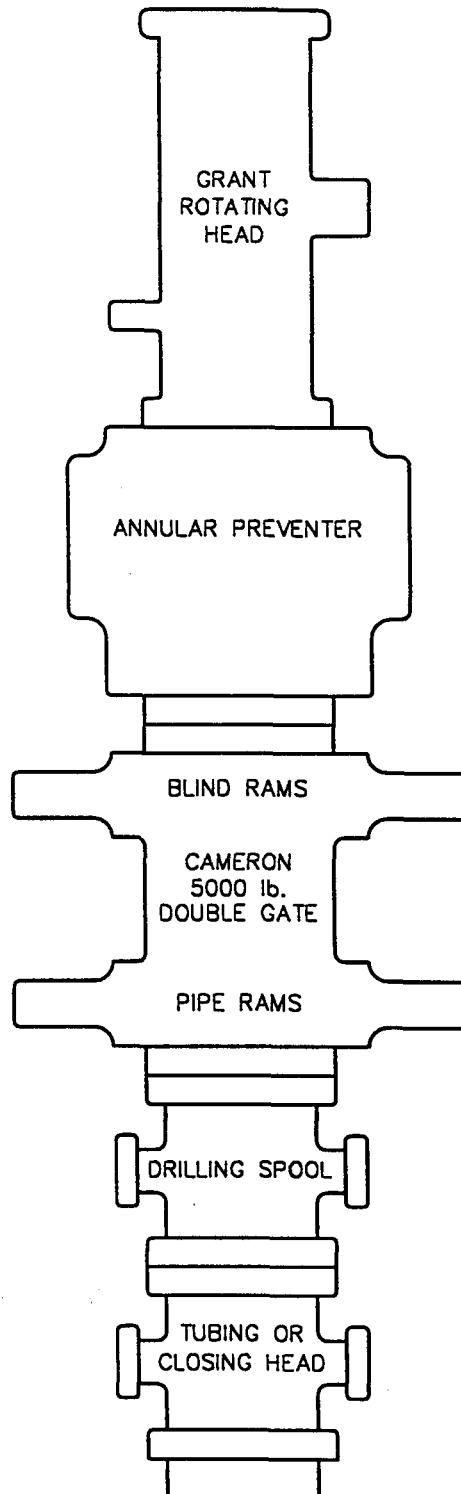 GRANT
ROTATING
HEAD
ANNULAR PREVENTER
BLIND RAMS
CAMERON
5000 lb.
DOUBLE GATE
PIPE RAMS
DRILLING SPOOL
TUBING OR
CLOSING HEAD